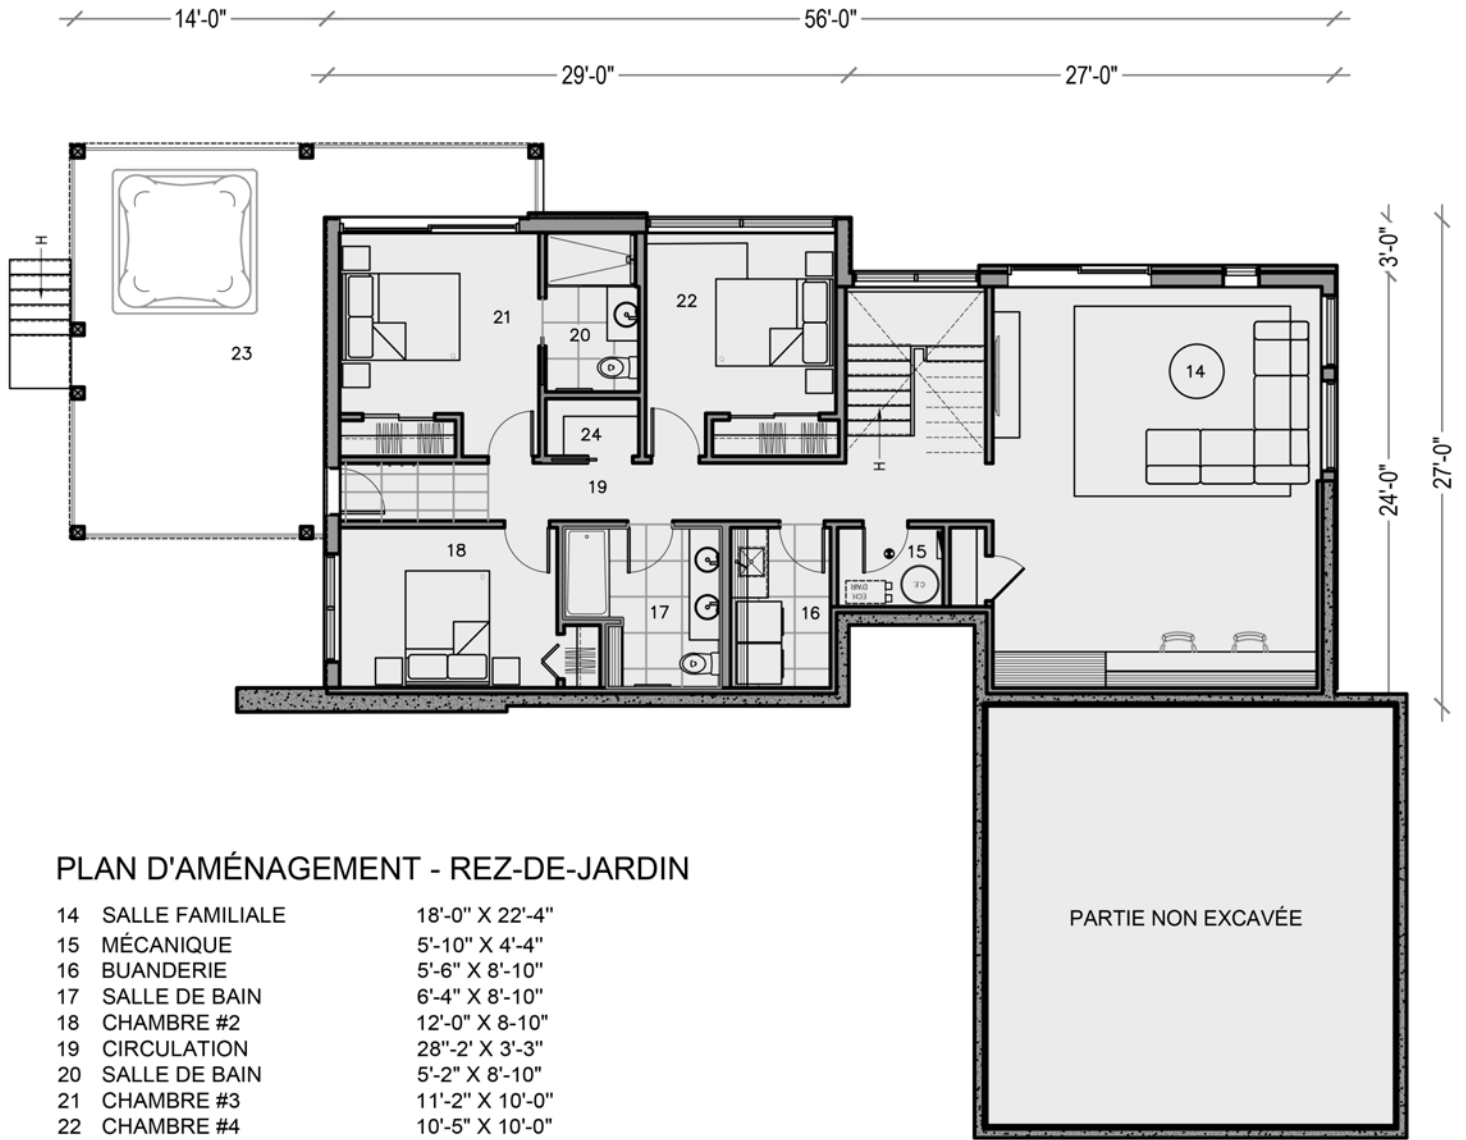 14'-0" 56'-0"
29'-0" 27'-0"
H
23
21
20
22
14
24
19
H
18
17
16
15
ECH. D'AIR
C.E.
3'-0"
24'-0"
27'-0"
PARTIE NON EXCAVÉE
PLAN D'AMÉNAGEMENT - REZ-DE-JARDIN
14 SALLE FAMILIALE 18'-0" X 22'-4"
15 MÉCANIQUE 5'-10" X 4'-4"
16 BUANDERIE 5'-6" X 8'-10"
17 SALLE DE BAIN 6'-4" X 8'-10"
18 CHAMBRE #2 12'-0" X 8-10"
19 CIRCULATION 28"-2' X 3'-3"
20 SALLE DE BAIN 5'-2" X 8'-10"
21 CHAMBRE #3 11'-2" X 10'-0"
22 CHAMBRE #4 10'-5" X 10'-0"